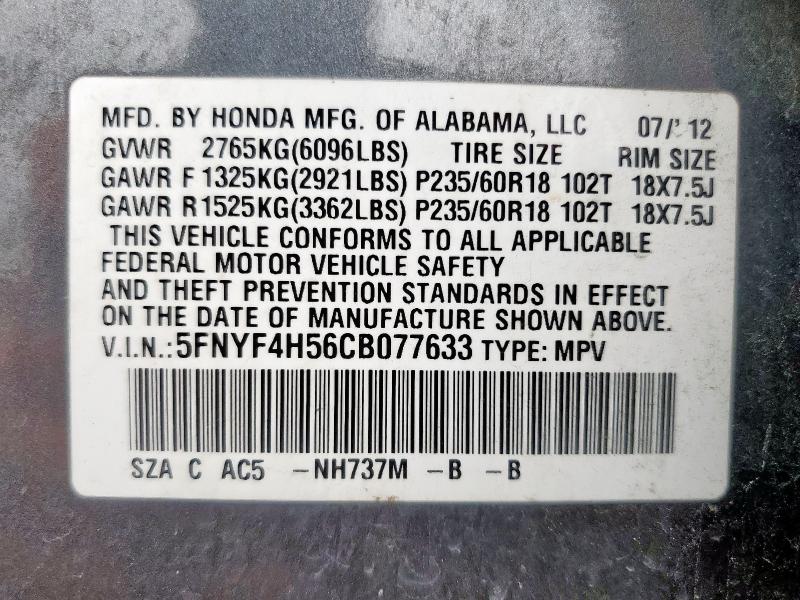 MFD. BY HONDA MFG. OF ALABAMA, LLC 07/12
GVWR 2765KG(6096LBS) TIRE SIZE RIM SIZE
GAWR F 1325KG(2921LBS) P235/60R18 102T 18X7.5J
GAWR R 1525KG(3362LBS) P235/60R18 102T 18X7.5J
THIS VEHICLE CONFORMS TO ALL APPLICABLE
FEDERAL MOTOR VEHICLE SAFETY
AND THEFT PREVENTION STANDARDS IN EFFECT
ON THE DATE OF MANUFACTURE SHOWN ABOVE.
V.I.N.: 5FNYF4H56CB077633 TYPE: MPV
SZA C AC5 -NH737M -B -B